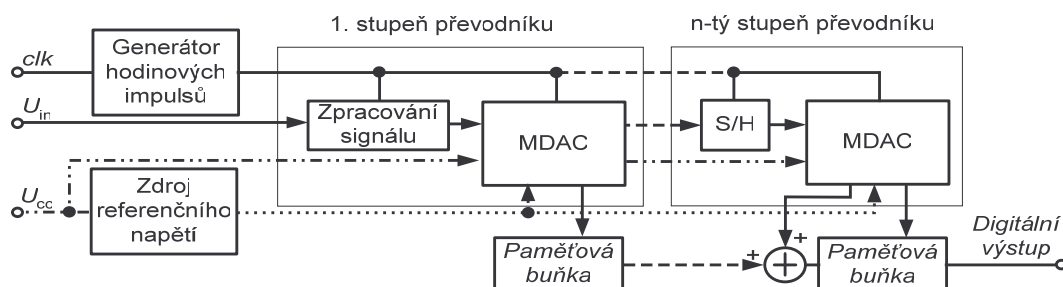 1. stupeň převodníku
n-tý stupeň převodníku
clk
Generátor
hodinových
impulsů
Uin
Zpracování
signálu
MDAC
S/H
MDAC
Ucc
Zdroj
referenčního
napětí
Paměťová
buňka
+
+
+
Paměťová
buňka
Digitální
výstup